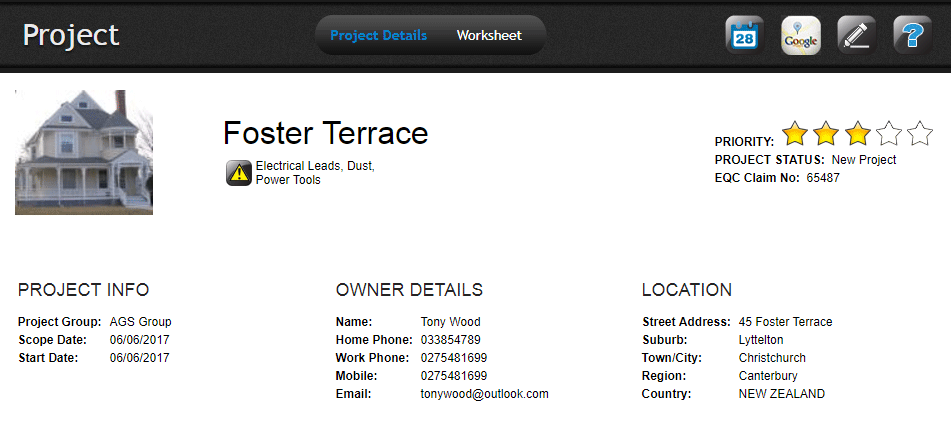 Project
Project Details
Worksheet
28
Google
?
Foster Terrace
Electrical Leads, Dust,
Power Tools
PRIORITY:
PROJECT STATUS: New Project
EQC Claim No: 65487
PROJECT INFO
Project Group: AGS Group
Scope Date: 06/06/2017
Start Date: 06/06/2017
OWNER DETAILS
Name: Tony Wood
Home Phone: 033854789
Work Phone: 0275481699
Mobile: 0275481699
Email: tonywood@outlook.com
LOCATION
Street Address: 45 Foster Terrace
Suburb: Lyttelton
Town/City: Christchurch
Region: Canterbury
Country: NEW ZEALAND